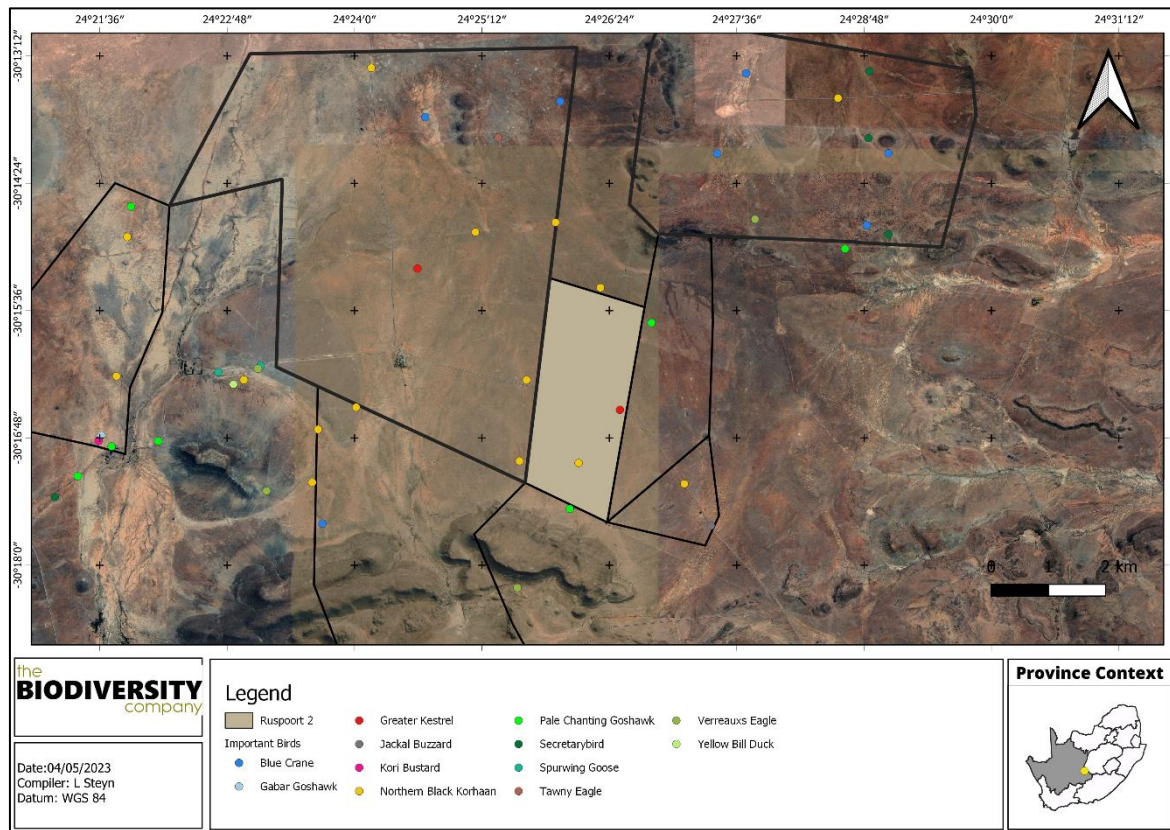 24°21'36" 24°22'48" 24°24'0" 24°25'12" 24°26'24" 24°27'36" 24°28'48" 24°30'0" 24°31'12"
-30°13'12"
-30°14'24"
-30°15'36"
-30°16'48"
-30°18'0"
0 1 2 km
the
BIODIVERSITY
company
Date:04/05/2023
Compiler: L Steyn
Datum: WGS 84
Legend
Ruspoort 2
Important Birds
Blue Crane
Gabar Goshawk
Greater Kestrel
Jackal Buzzard
Kori Bustard
Northern Black Korhaan
Pale Chanting Goshawk
Secretarybird
Spurwing Goose
Tawny Eagle
Verreauxs Eagle
Yellow Bill Duck
Province Context